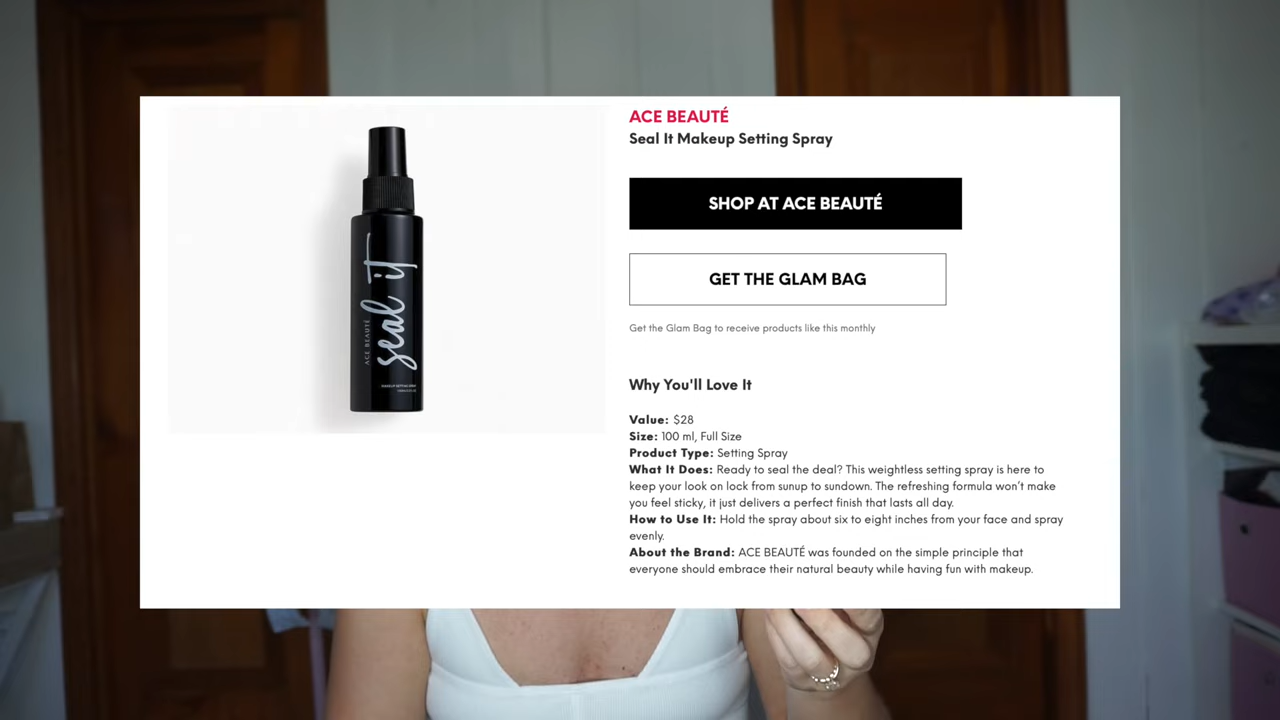 ACE BEAUTÉ
Seal It Makeup Setting Spray
SHOP AT ACE BEAUTÉ
GET THE GLAM BAG
Get the Glam Bag to receive products like this monthly
Why You'll Love It
Value: $28
Size: 100 ml, Full Size
Product Type: Setting Spray
What It Does: Ready to seal the deal? This weightless setting spray is here to
keep your look on lock from sunup to sundown. The refreshing formula won't make
you feel sticky, it just delivers a perfect finish that lasts all day.
How to Use It: Hold the spray about six to eight inches from your face and spray
evenly.
About the Brand: ACE BEAUTÉ was founded on the simple principle that
everyone should embrace their natural beauty while having fun with makeup.
ACE BEAUTÉ
seal it
MAKEUP SETTING SPRAY